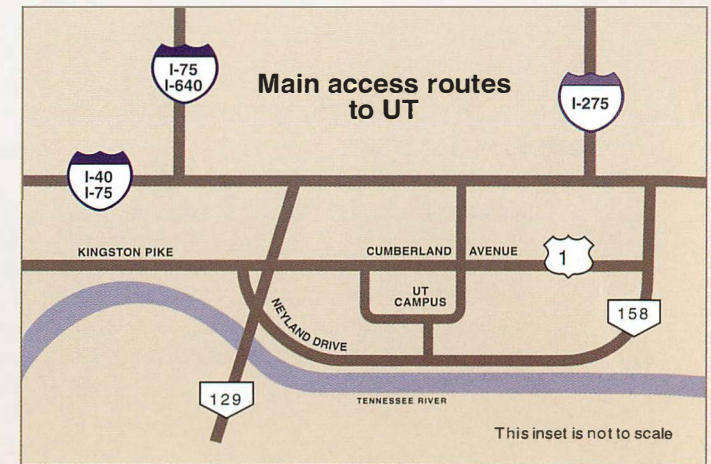 Main access routes
to UT
I-75
I-640
I-275
I-40
I-75
KINGSTON PIKE
CUMBERLAND AVENUE
1
UT
CAMPUS
NEYLAND DRIVE
158
129
TENNESSEE RIVER
This inset is not to scale